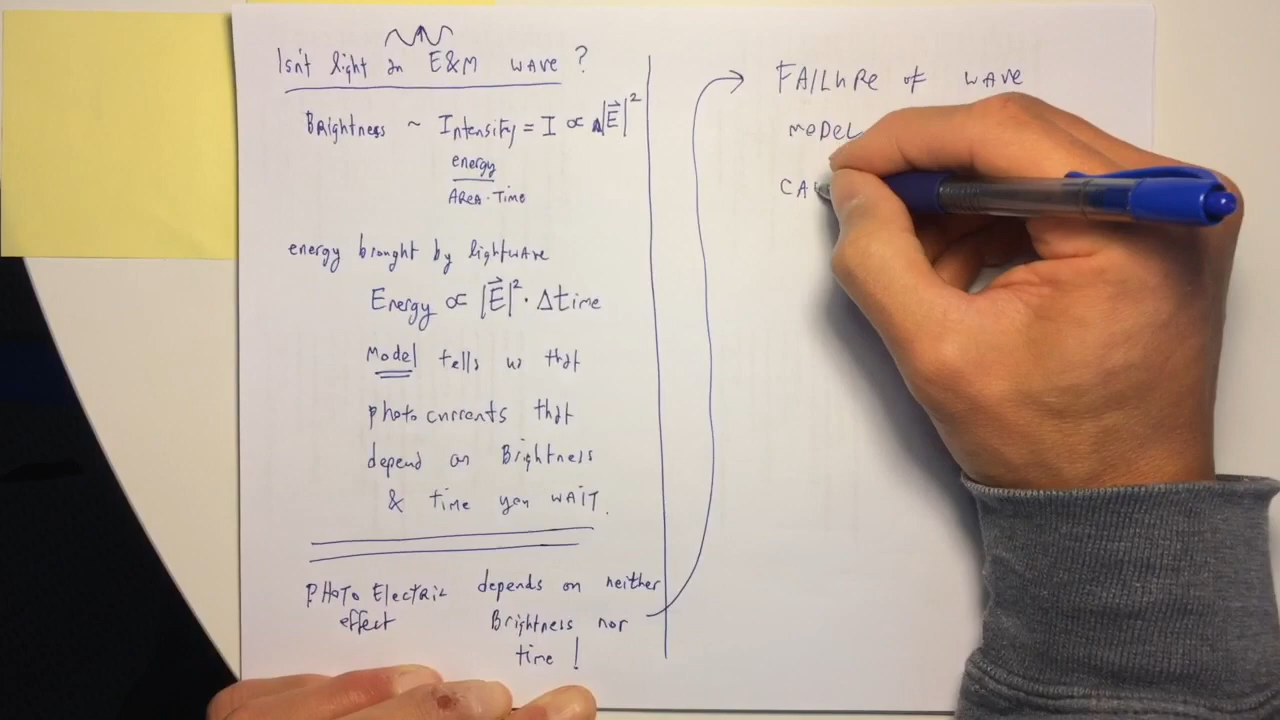 Isn't light an E&M wave ?
Brightness ~ Intensity = I ∝ |E⃗|²
energy
Area · Time
energy brought by lightwave
Energy ∝ |E⃗|² · Δtime
Model tells us that
photocurrents that
depend on Brightness
& time you WAIT.
PHOTO Electric depends on neither
effect Brightness nor
time !
FAILURE of wave
MODEL
CA